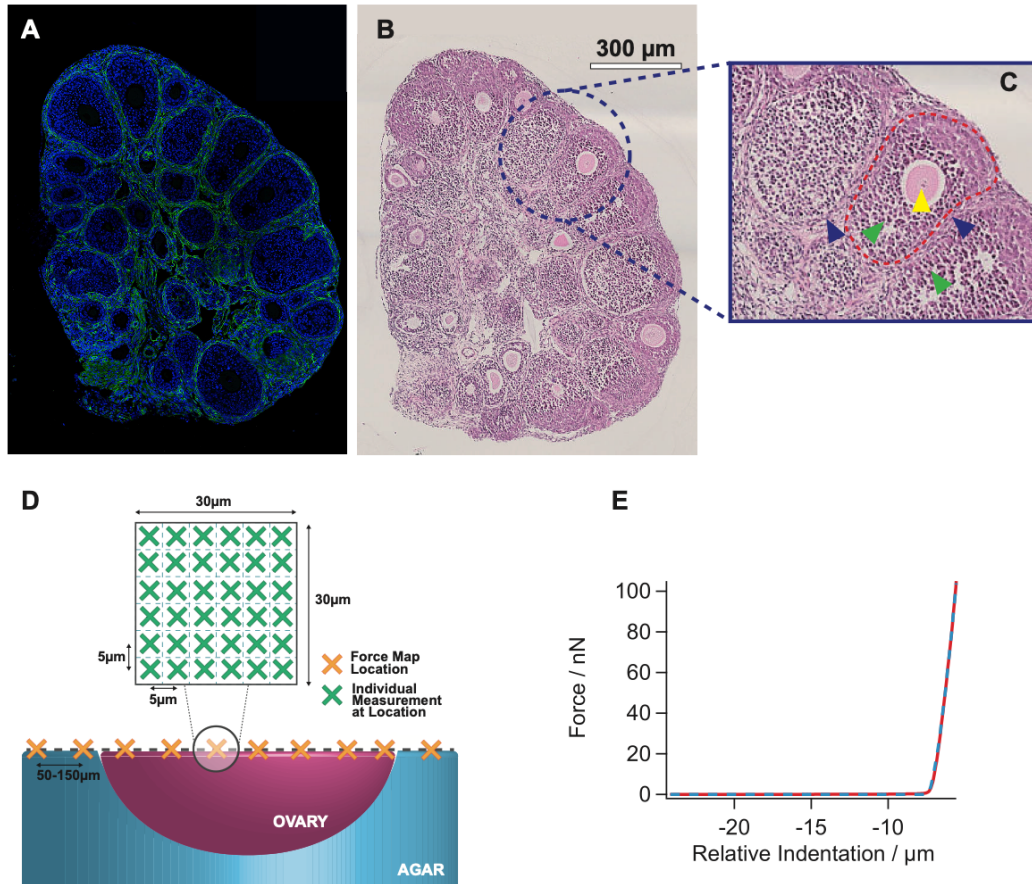 A
B
300 µm
C
D
30µm
30µm
5µm
5µm
Force Map
Location
Individual
Measurement
at Location
50-150µm
OVARY
AGAR
E
100
80
60
40
20
0
Force / nN
-20
-15
-10
Relative Indentation / µm